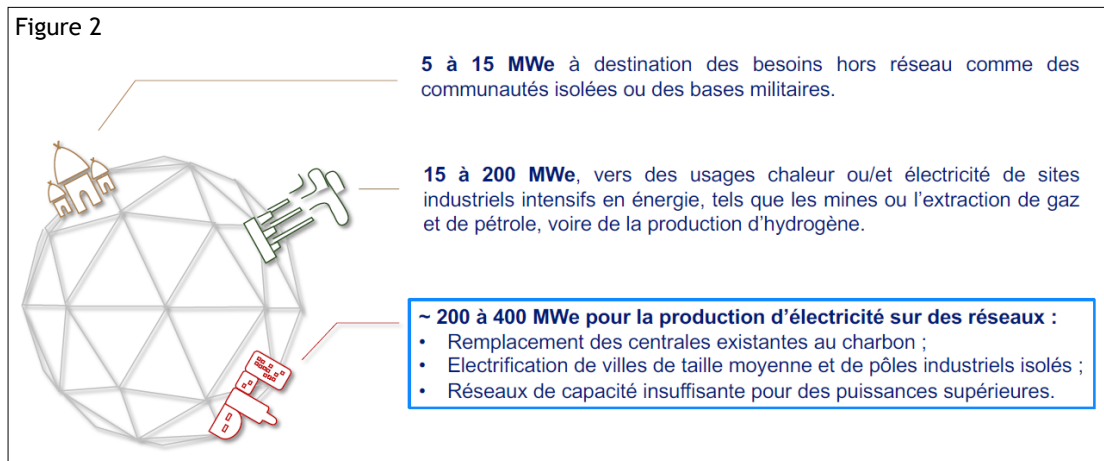 Figure 2
5 à 15 MWe à destination des besoins hors réseau comme des
communautés isolées ou des bases militaires.
15 à 200 MWe, vers des usages chaleur ou/et électricité de sites
industriels intensifs en énergie, tels que les mines ou l’extraction de gaz
et de pétrole, voire de la production d’hydrogène.
~ 200 à 400 MWe pour la production d’électricité sur des réseaux :
• Remplacement des centrales existantes au charbon ;
• Electrification de villes de taille moyenne et de pôles industriels isolés ;
• Réseaux de capacité insuffisante pour des puissances supérieures.